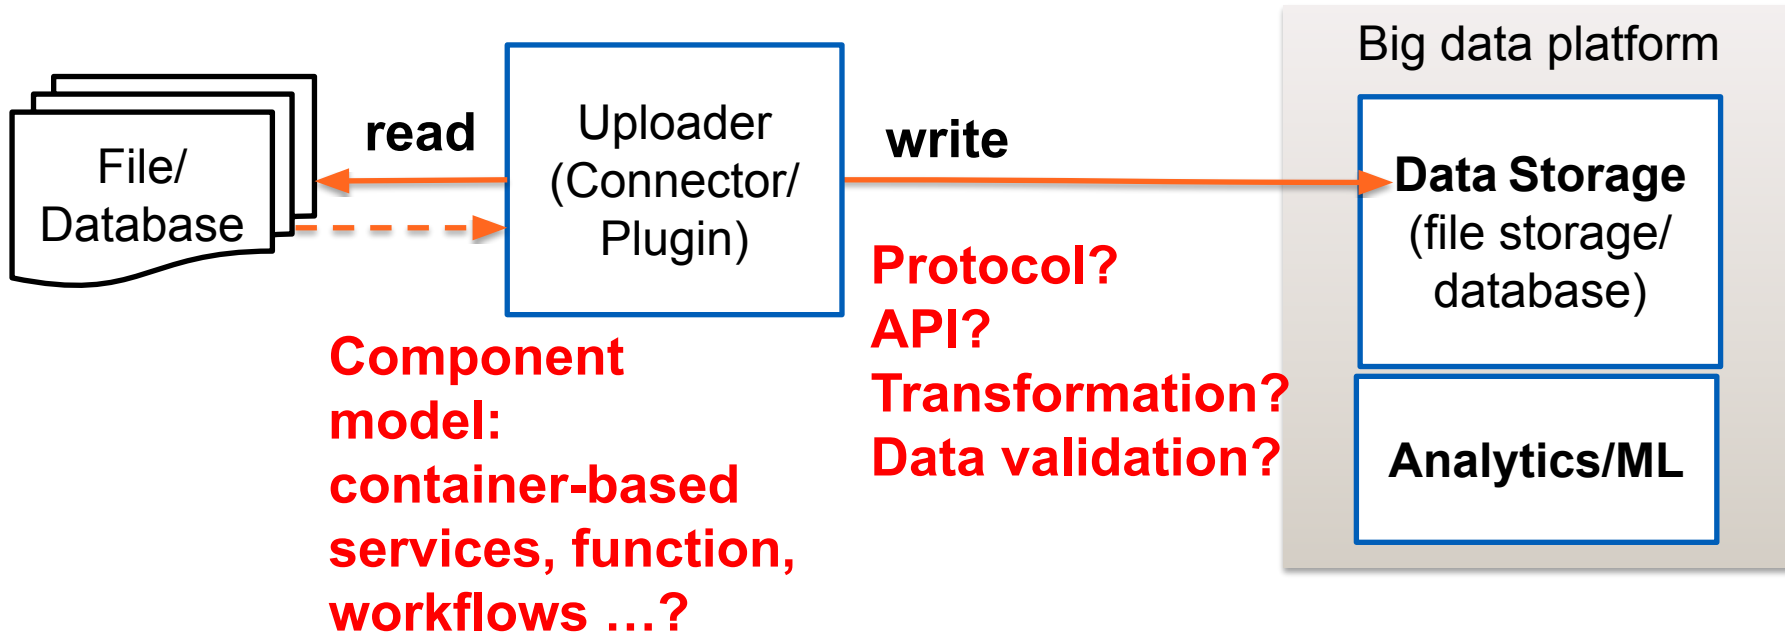 File/
Database
read
Uploader
(Connector/
Plugin)
write
Big data platform
Data Storage
(file storage/
database)
Analytics/ML
Component
model:
container-based
services, function,
workflows …?
Protocol?
API?
Transformation?
Data validation?